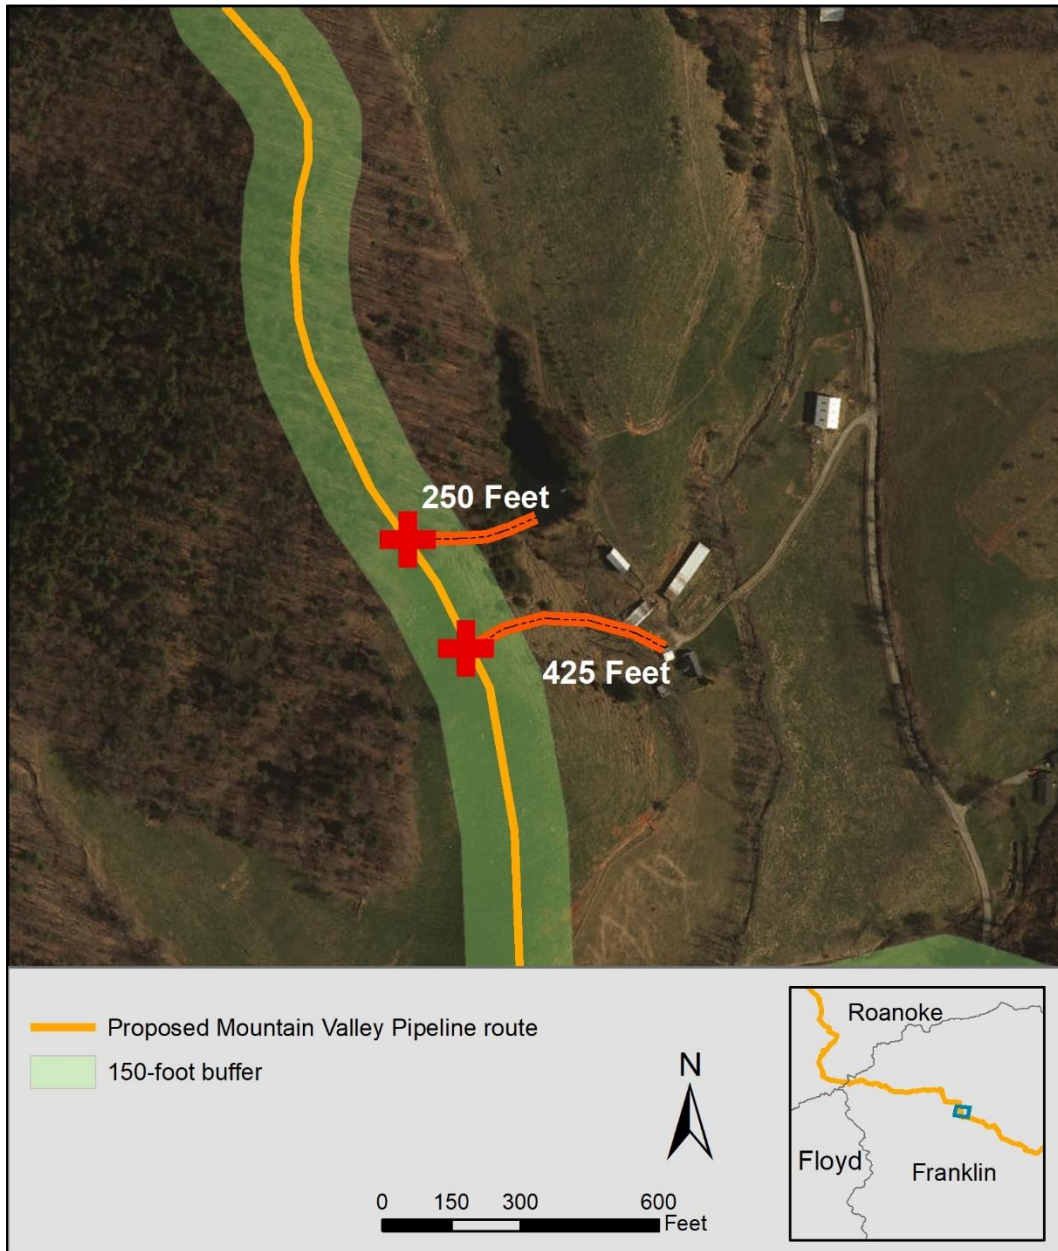 250 Feet
425 Feet
Proposed Mountain Valley Pipeline route
150-foot buffer
N
0 150 300 600
Feet
Roanoke
Floyd
Franklin